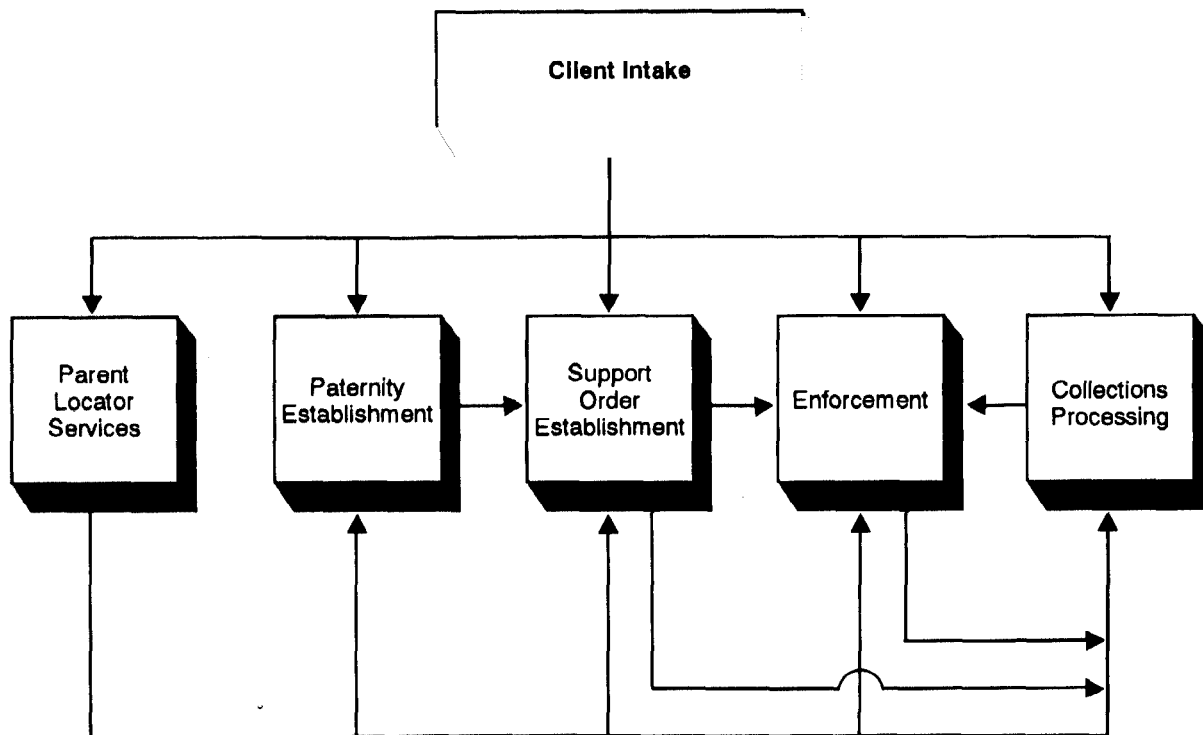 Client Intake
Parent
Locator
Services
Paternity
Establishment
Support
Order
Establishment
Enforcement
Collections
Processing